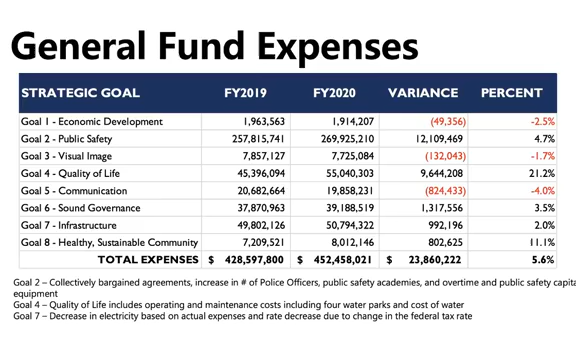 General Fund Expenses
STRATEGIC GOAL FY2019 FY2020 VARIANCE PERCENT
Goal 1 - Economic Development 1,963,563 1,914,207 (49,356) -2.5%
Goal 2 - Public Safety 257,815,741 269,925,210 12,109,469 4.7%
Goal 3 - Visual Image 7,857,127 7,725,084 (132,043) -1.7%
Goal 4 - Quality of Life 45,396,094 55,040,303 9,644,208 21.2%
Goal 5 - Communication 20,682,664 19,858,231 (824,433) -4.0%
Goal 6 - Sound Governance 37,870,963 39,188,519 1,317,556 3.5%
Goal 7 - Infrastructure 49,802,126 50,794,322 992,196 2.0%
Goal 8 - Healthy, Sustainable Community 7,209,521 8,012,146 802,625 11.1%
TOTAL EXPENSES $ 428,597,800 $ 452,458,021 $ 23,860,222 5.6%
Goal 2 – Collectively bargained agreements, increase in # of Police Officers, public safety academies, and overtime and public safety capita
equipment
Goal 4 – Quality of Life includes operating and maintenance costs including four water parks and cost of water
Goal 7 – Decrease in electricity based on actual expenses and rate decrease due to change in the federal tax rate